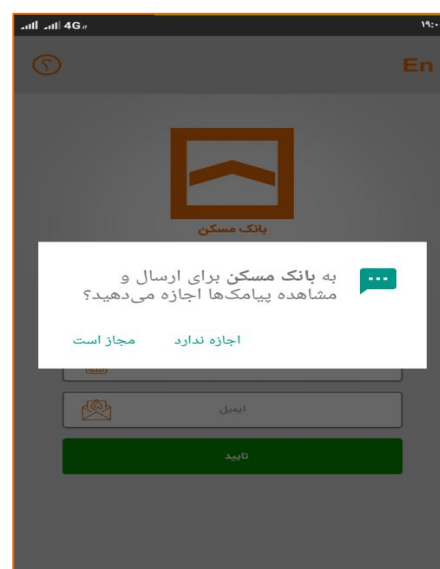 4G
۱۹:۰
؟
En
بانک مسکن
به بانک مسکن برای ارسال و
مشاهده پیامک‌ها اجازه می‌دهید؟
اجازه ندارد
مجاز است
ایمیل
تایید